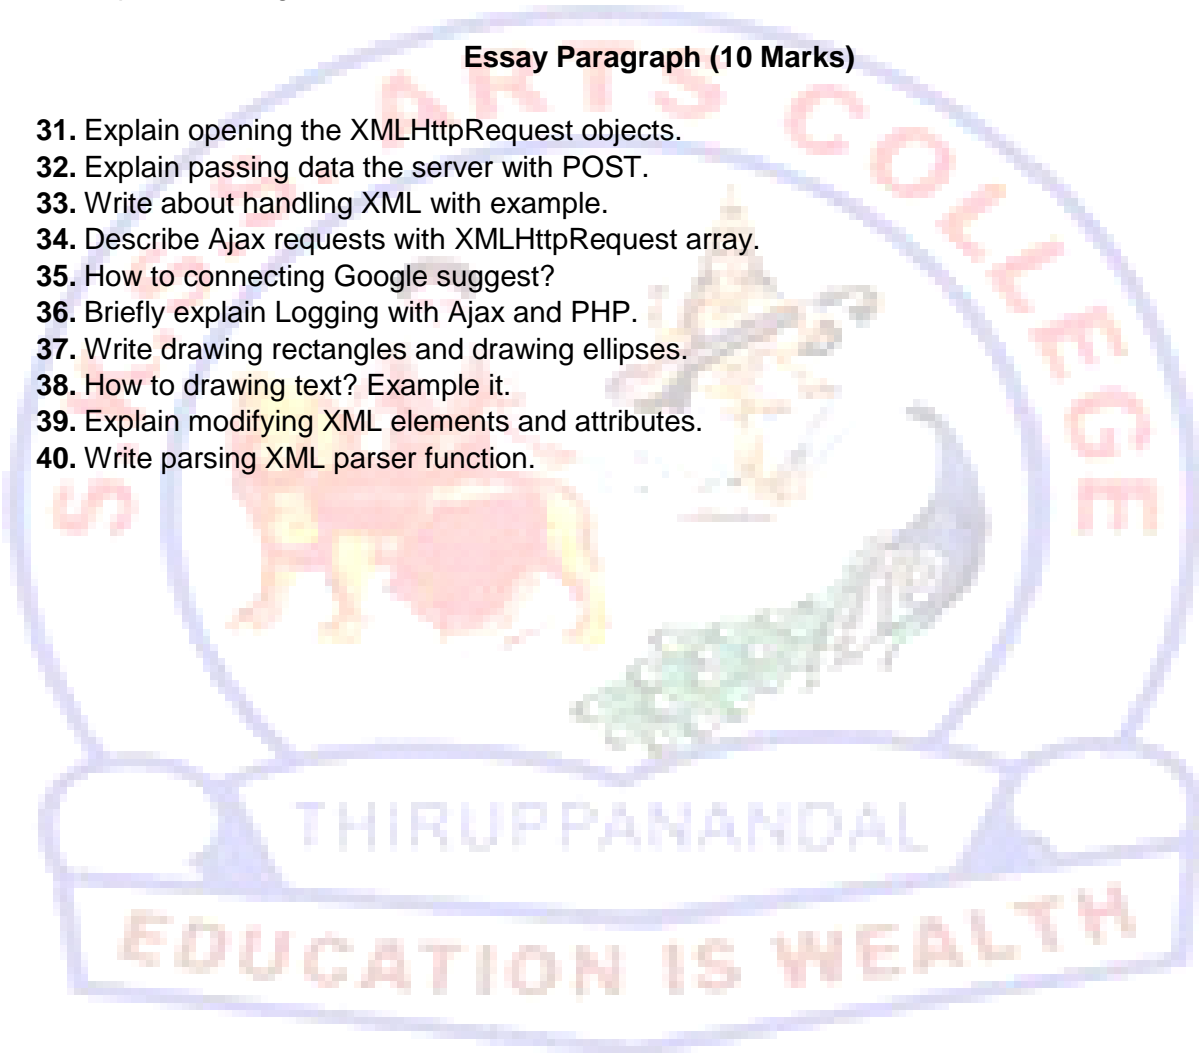 Essay Paragraph (10 Marks)
31. Explain opening the XMLHttpRequest objects.
32. Explain passing data the server with POST.
33. Write about handling XML with example.
34. Describe Ajax requests with XMLHttpRequest array.
35. How to connecting Google suggest?
36. Briefly explain Logging with Ajax and PHP.
37. Write drawing rectangles and drawing ellipses.
38. How to drawing text? Example it.
39. Explain modifying XML elements and attributes.
40. Write parsing XML parser function.
S.K.S.S. ARTS COLLEGE
THIRUPPANANDAL
EDUCATION IS WEALTH